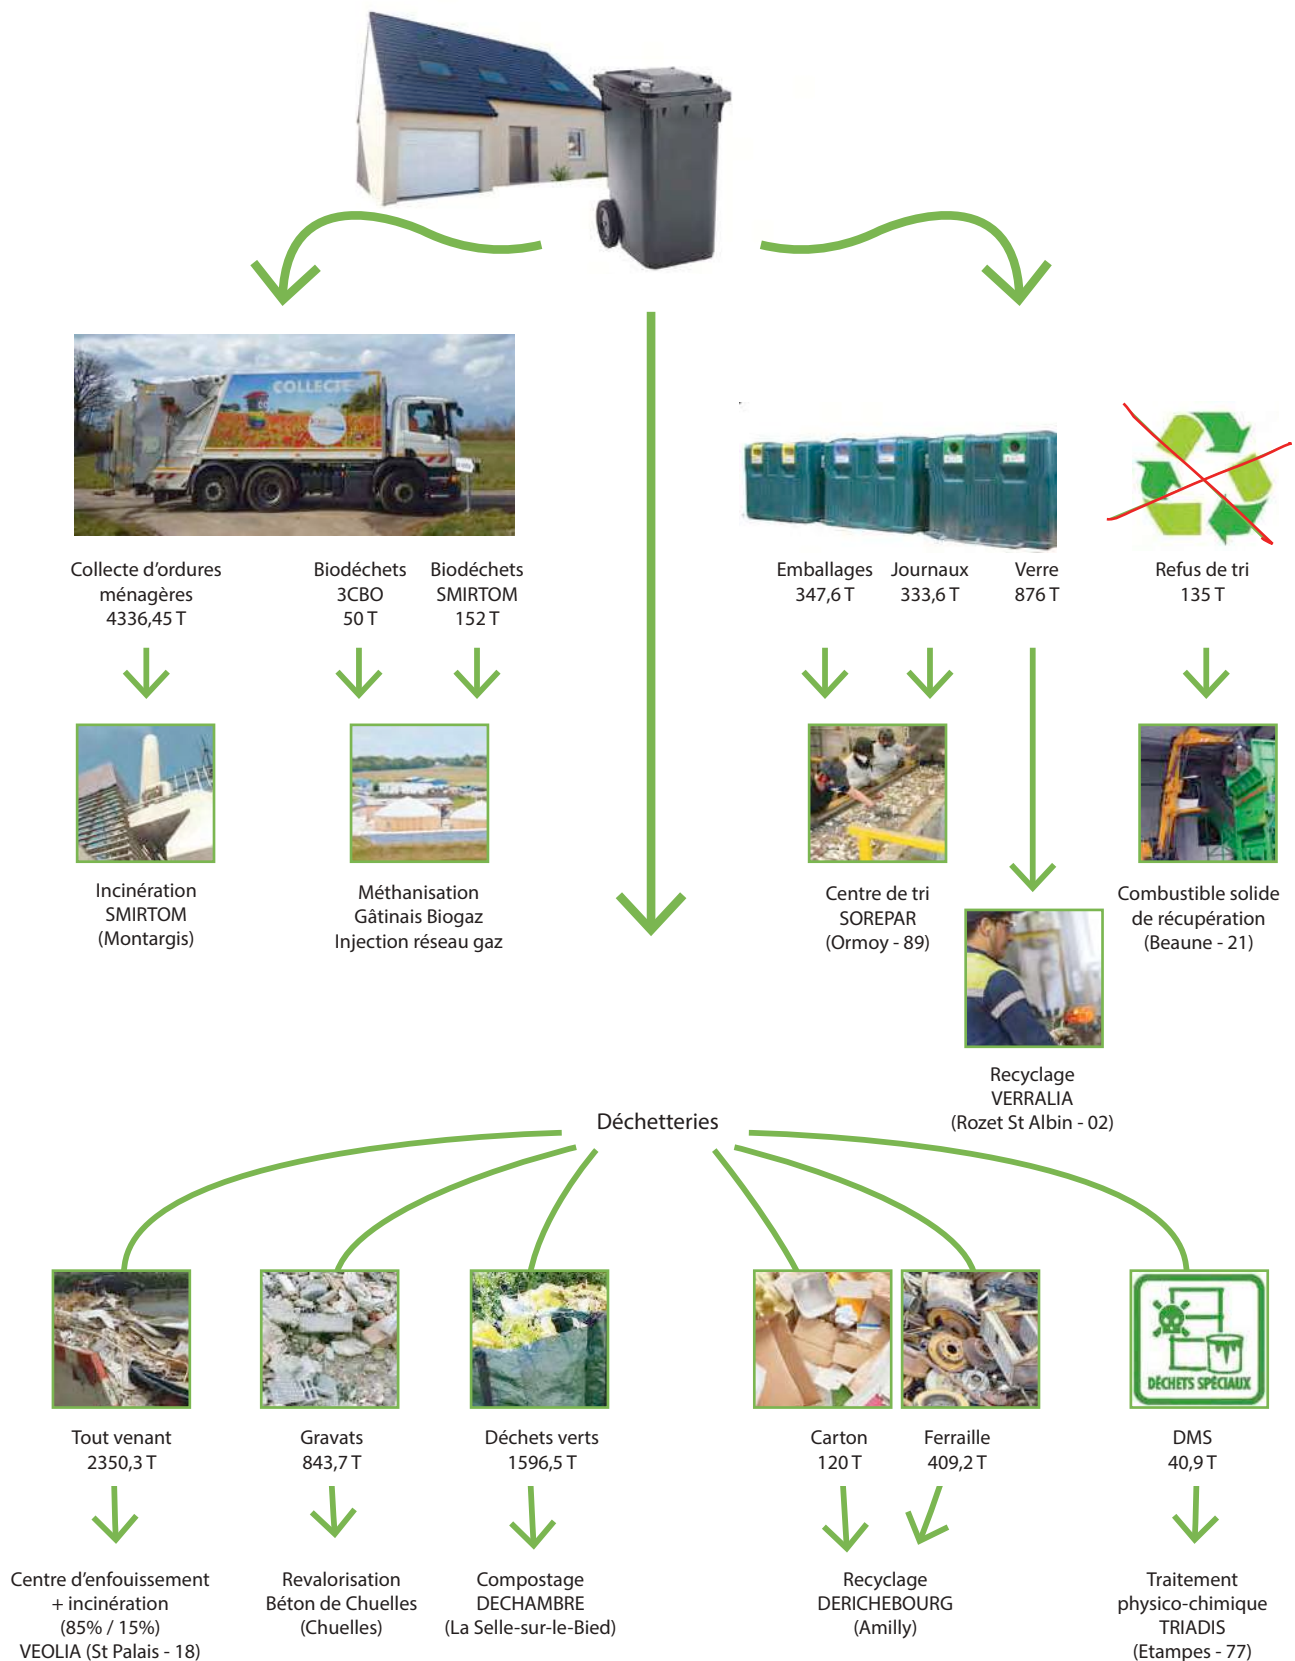 COLLECTE
Collecte d'ordures
ménagères
4336,45 T
Biodéchets
3CBO
50 T
Biodéchets
SMIRTOM
152 T
Emballages
347,6 T
Journaux
333,6 T
Verre
876 T
Refus de tri
135 T
Incinération
SMIRTOM
(Montargis)
Méthanisation
Gâtinais Biogaz
Injection réseau gaz
Centre de tri
SOREPAR
(Ormoy - 89)
Combustible solide
de récupération
(Beaune - 21)
Recyclage
VERRALIA
(Rozet St Albin - 02)
Déchetteries
DÉCHETS SPÉCIAUX
Tout venant
2350,3 T
Gravats
843,7 T
Déchets verts
1596,5 T
Carton
120 T
Ferraille
409,2 T
DMS
40,9 T
Centre d'enfouissement
+ incinération
(85% / 15%)
VEOLIA (St Palais - 18)
Revalorisation
Béton de Chuelles
(Chuelles)
Compostage
DECHAMBRE
(La Selle-sur-le-Bied)
Recyclage
DERICHEBOURG
(Amilly)
Traitement
physico-chimique
TRIADIS
(Etampes - 77)